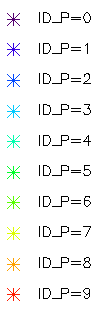 ID_P=0
ID_P=1
ID_P=2
ID_P=3
ID_P=4
ID_P=5
ID_P=6
ID_P=7
ID_P=8
ID_P=9